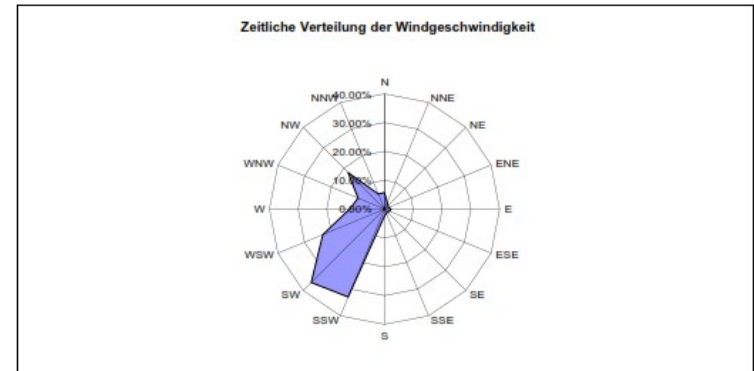 Zeitliche Verteilung der Windgeschwindigkeit
N
NNW 40.00% NNE
NW 30.00% NE
20.00%
WNW ENE
10.00%
W 0.00% E
WSW ESE
SW SE
SSW SSE
S